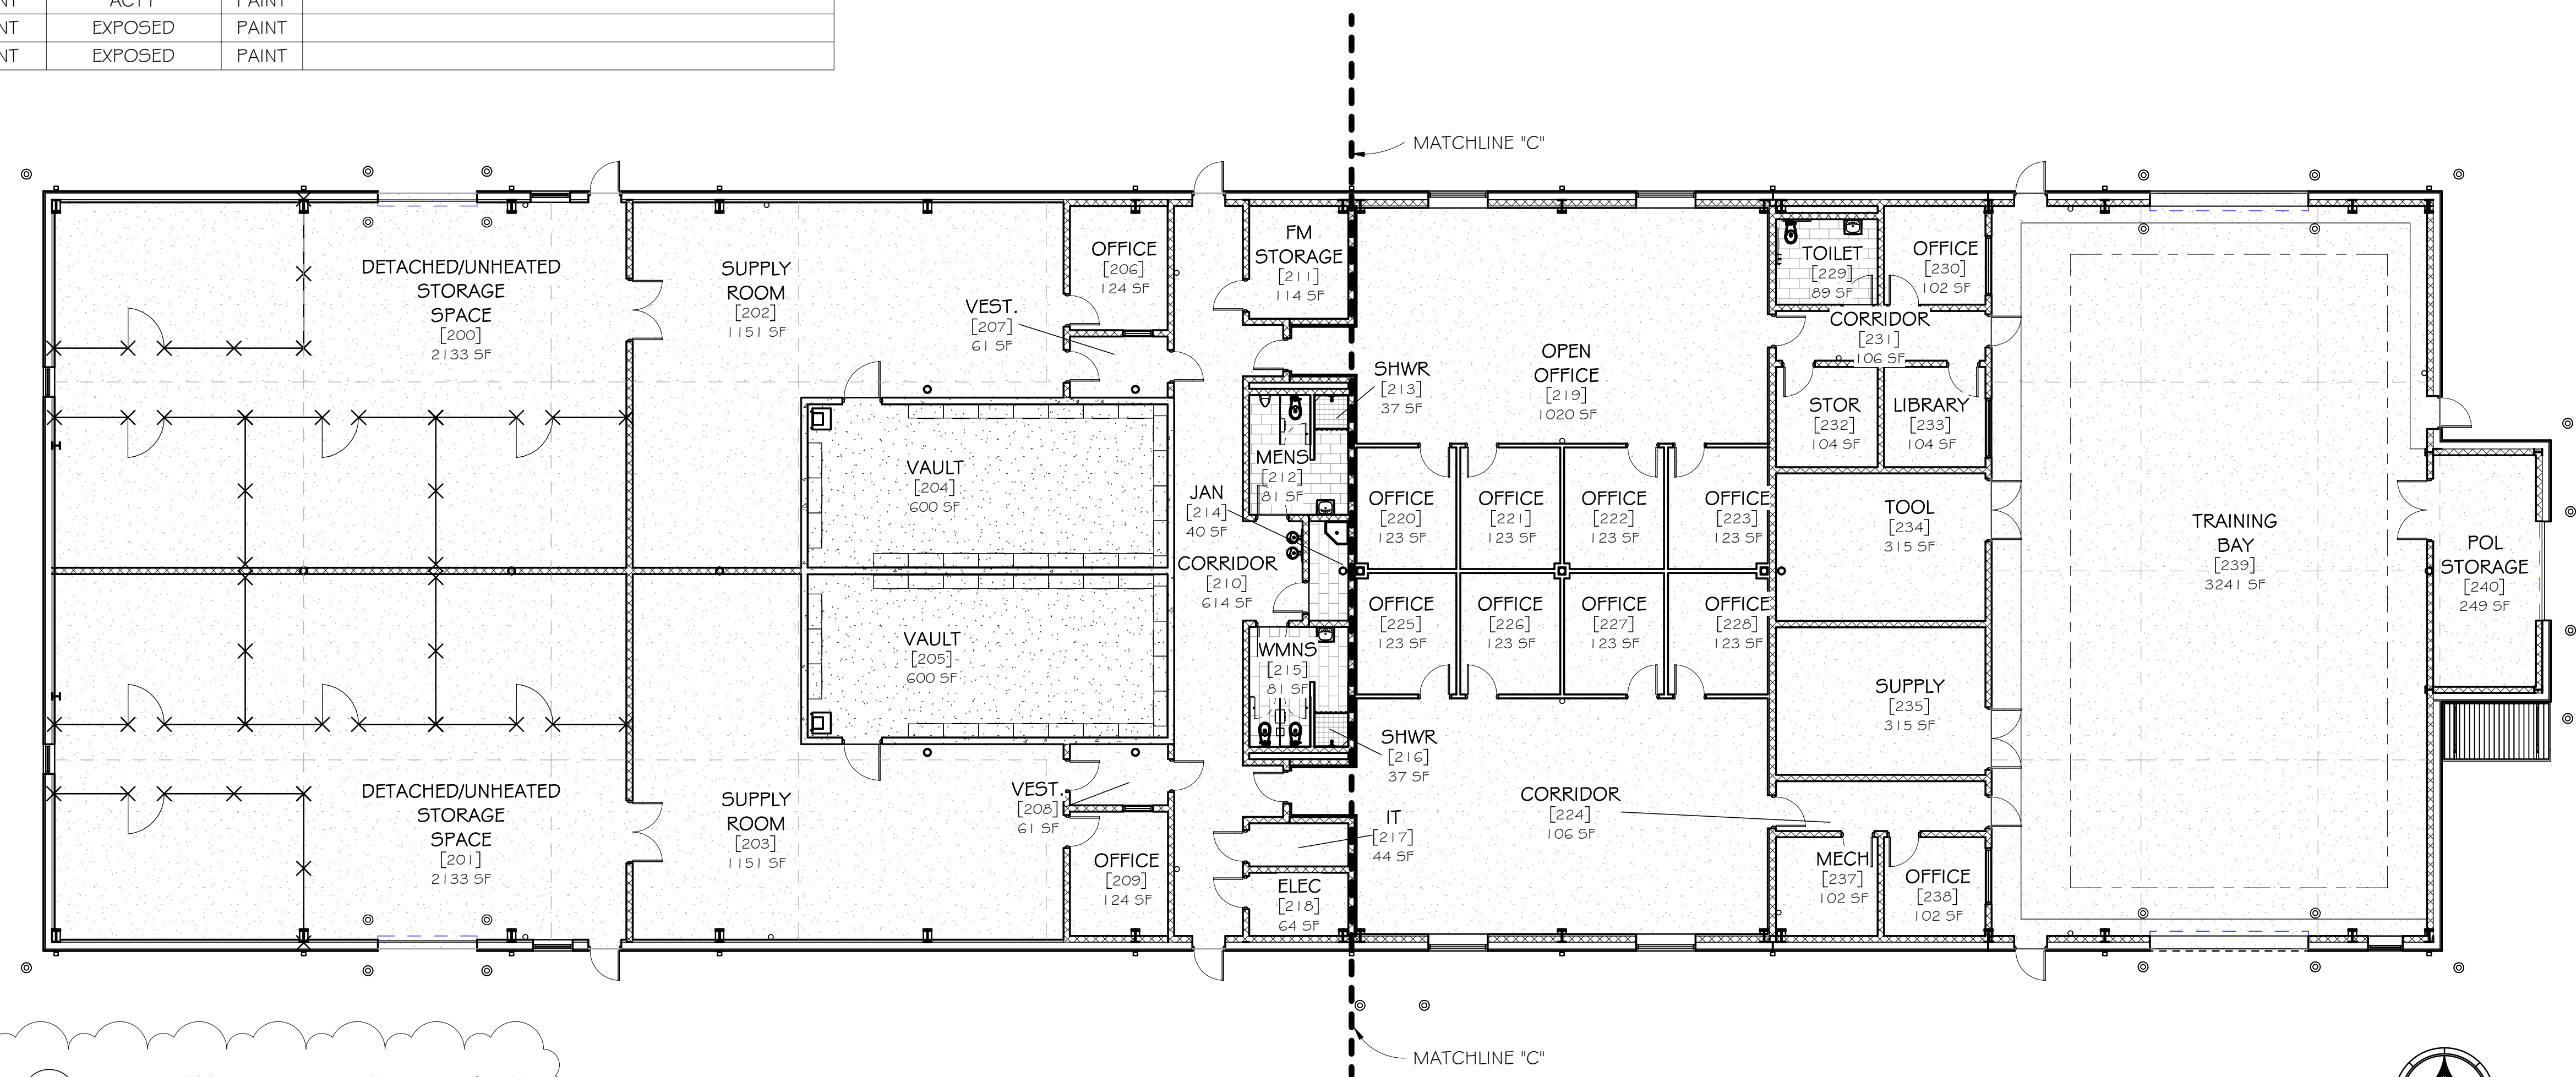 EXPOSED PAINT
EXPOSED PAINT
MATCHLINE "C"
DETACHED/UNHEATED
STORAGE
SPACE
[200]
2133 SF
SUPPLY
ROOM
[202]
1151 SF
OFFICE
[206]
124 SF
VEST.
[207]
61 SF
FM
STORAGE
[211]
114 SF
SHWR
[213]
37 SF
OPEN
OFFICE
[219]
1020 SF
TOILET
[229]
89 SF
OFFICE
[230]
102 SF
CORRIDOR
[231]
106 SF
STOR
[232]
104 SF
LIBRARY
[233]
104 SF
VAULT
[204]
600 SF
MENS
[212]
81 SF
JAN
[214]
40 SF
OFFICE
[220]
123 SF
OFFICE
[221]
123 SF
OFFICE
[222]
123 SF
OFFICE
[223]
123 SF
TOOL
[234]
315 SF
TRAINING
BAY
[239]
3241 SF
POL
STORAGE
[240]
249 SF
CORRIDOR
[210]
614 SF
OFFICE
[225]
123 SF
OFFICE
[226]
123 SF
OFFICE
[227]
123 SF
OFFICE
[228]
123 SF
VAULT
[205]
600 SF
WMNS
[215]
81 SF
SUPPLY
[235]
315 SF
SHWR
[216]
37 SF
DETACHED/UNHEATED
STORAGE
SPACE
[201]
2133 SF
SUPPLY
ROOM
[203]
1151 SF
VEST.
[208]
61 SF
OFFICE
[209]
124 SF
IT
[217]
44 SF
ELEC
[218]
64 SF
CORRIDOR
[224]
106 SF
MECH
[237]
102 SF
OFFICE
[238]
102 SF
MATCHLINE "C"